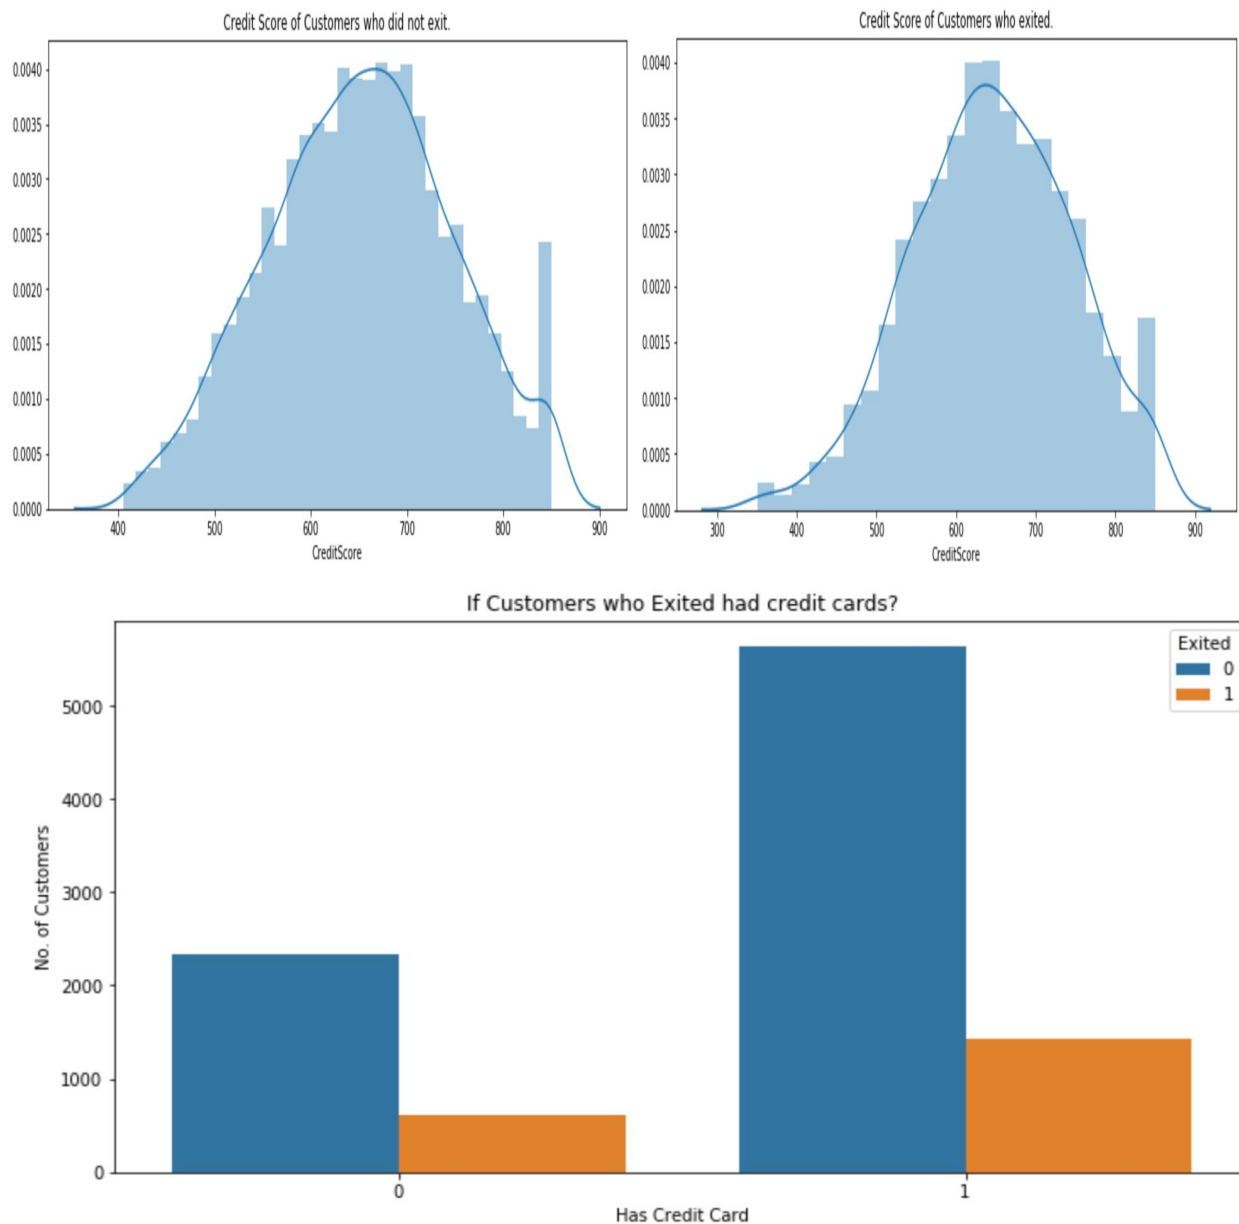 Credit Score of Customers who did not exit.
0.0040
0.0035
0.0030
0.0025
0.0020
0.0015
0.0010
0.0005
0.0000
400 500 600 700 800 900
CreditScore
Credit Score of Customers who exited.
0.0040
0.0035
0.0030
0.0025
0.0020
0.0015
0.0010
0.0005
0.0000
300 400 500 600 700 800 900
CreditScore
If Customers who Exited had credit cards?
Exited
0
1
No. of Customers
5000
4000
3000
2000
1000
0
0 1
Has Credit Card